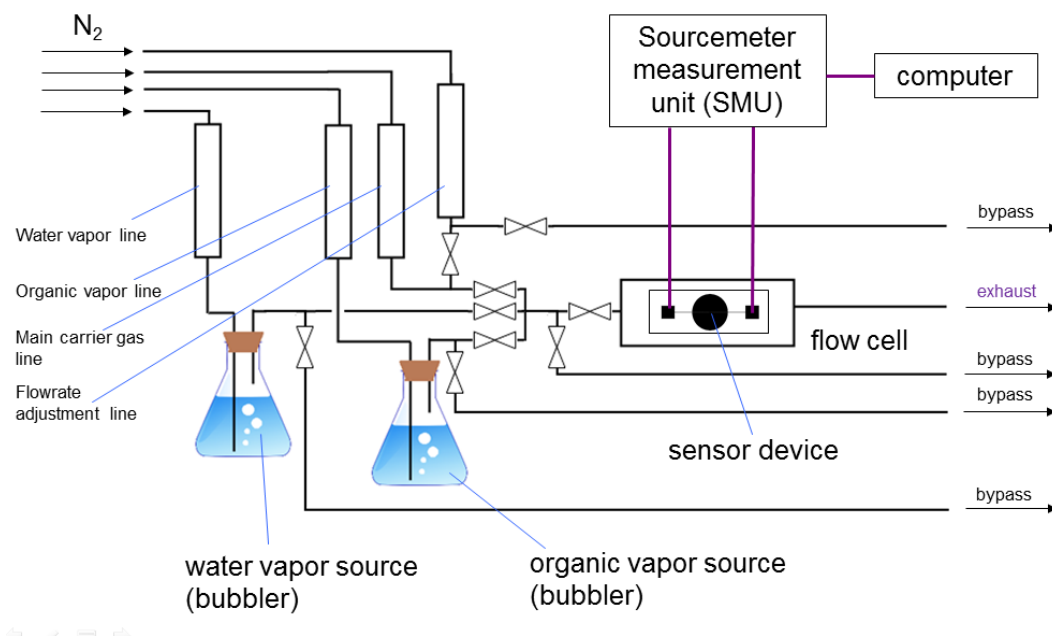 N2
Sourcemeter
measurement
unit (SMU)
computer
Water vapor line
Organic vapor line
Main carrier gas
line
Flowrate
adjustment line
bypass
exhaust
flow cell
bypass
bypass
sensor device
bypass
water vapor source
(bubbler)
organic vapor source
(bubbler)